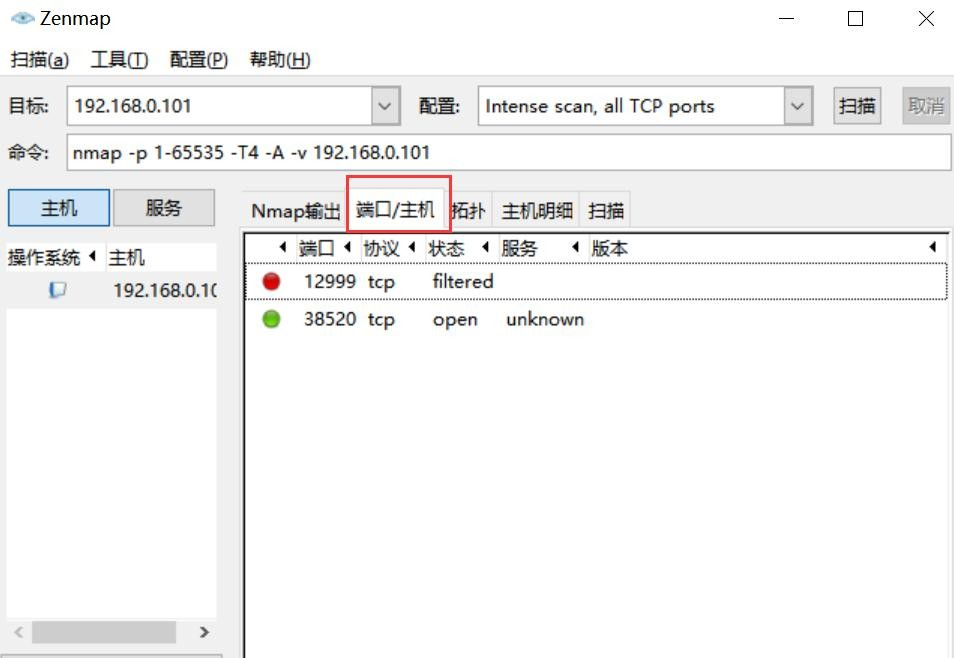 Zenmap
扫描(a) 工具(T) 配置(P) 帮助(H)
目标: 192.168.0.101 配置: Intense scan, all TCP ports 扫描 取消
命令: nmap -p 1-65535 -T4 -A -v 192.168.0.101
主机 服务
Nmap输出 端口/主机 拓扑 主机明细 扫描
操作系统 主机
192.168.0.10
端口 协议 状态 服务 版本
12999 tcp filtered
38520 tcp open unknown